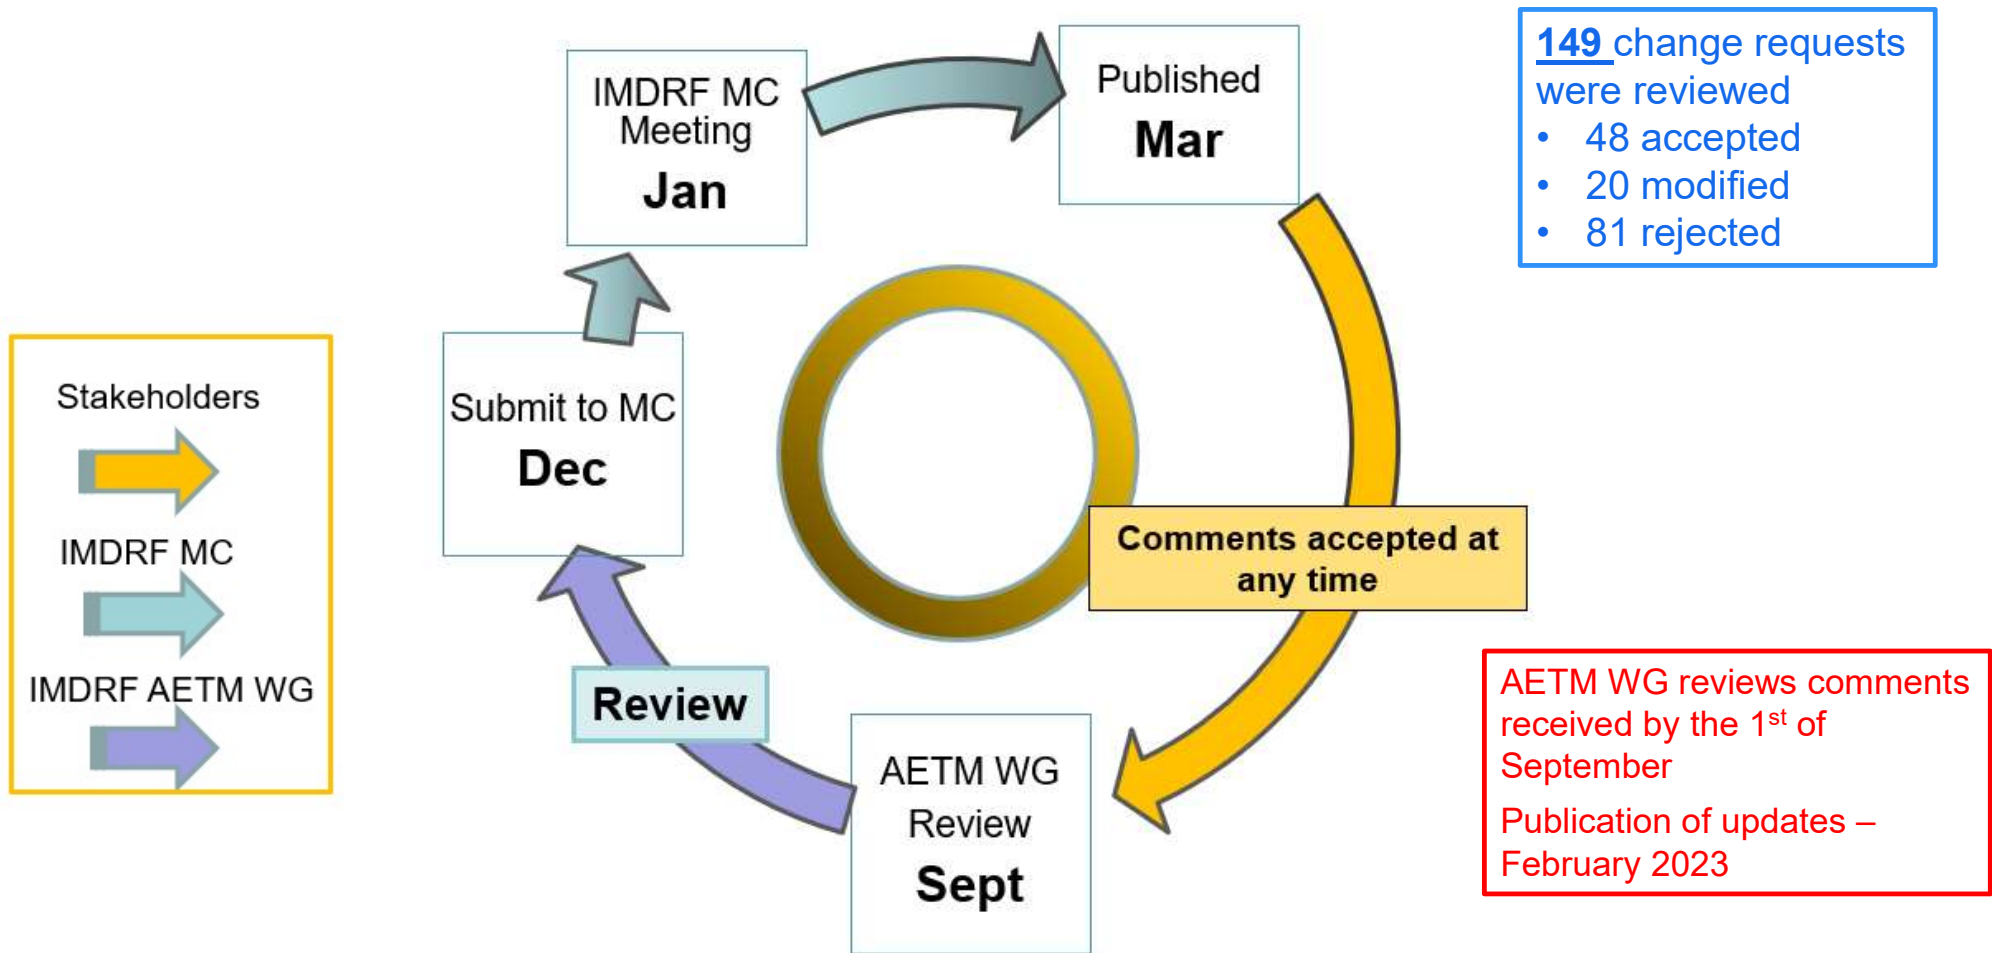 IMDRF MC
Meeting
Jan
Published
Mar
149 change requests
were reviewed
• 48 accepted
• 20 modified
• 81 rejected
Stakeholders
IMDRF MC
IMDRF AETM WG
Submit to MC
Dec
Comments accepted at
any time
Review
AETM WG
Review
Sept
AETM WG reviews comments
received by the 1st of
September
Publication of updates –
February 2023